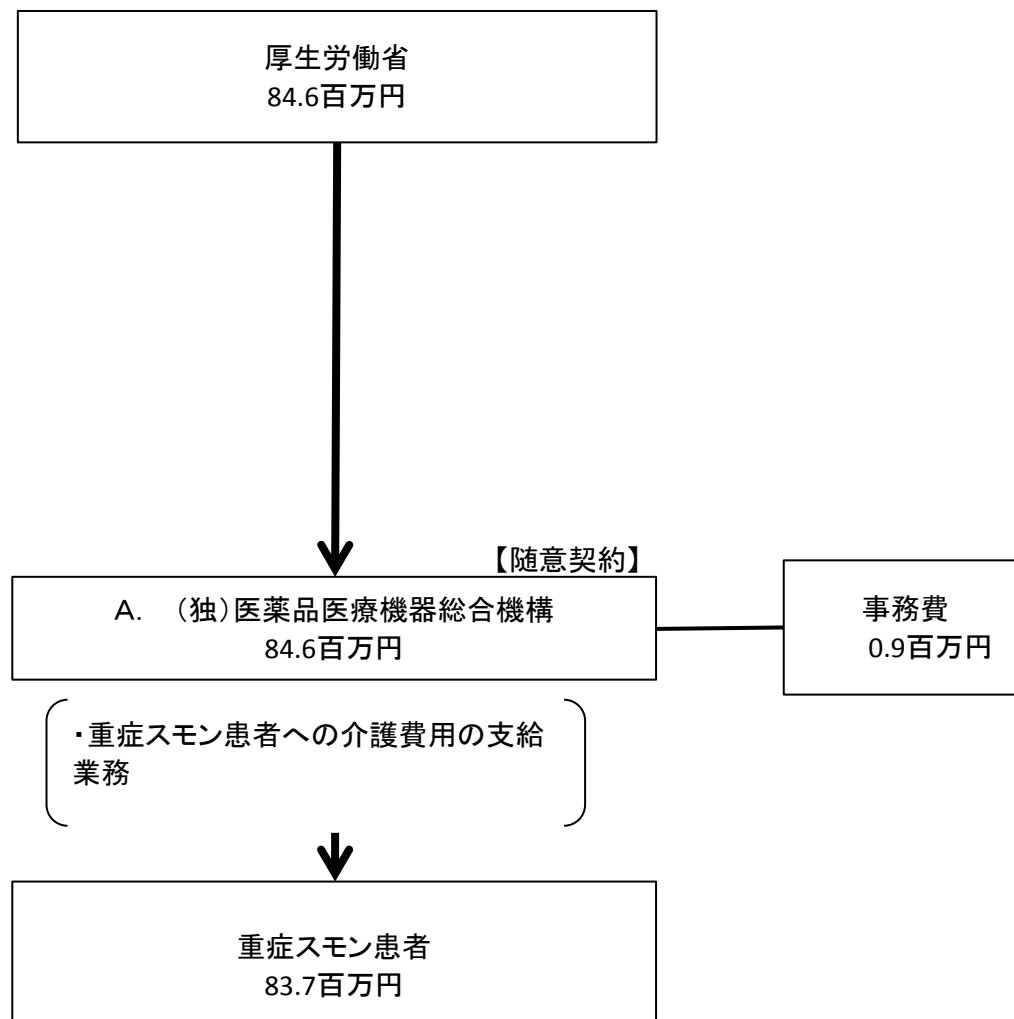 厚生労働省
84.6百万円
【随意契約】
A. (独)医薬品医療機器総合機構
84.6百万円
事務費
0.9百万円
・重症スモン患者への介護費用の支給
業務
重症スモン患者
83.7百万円